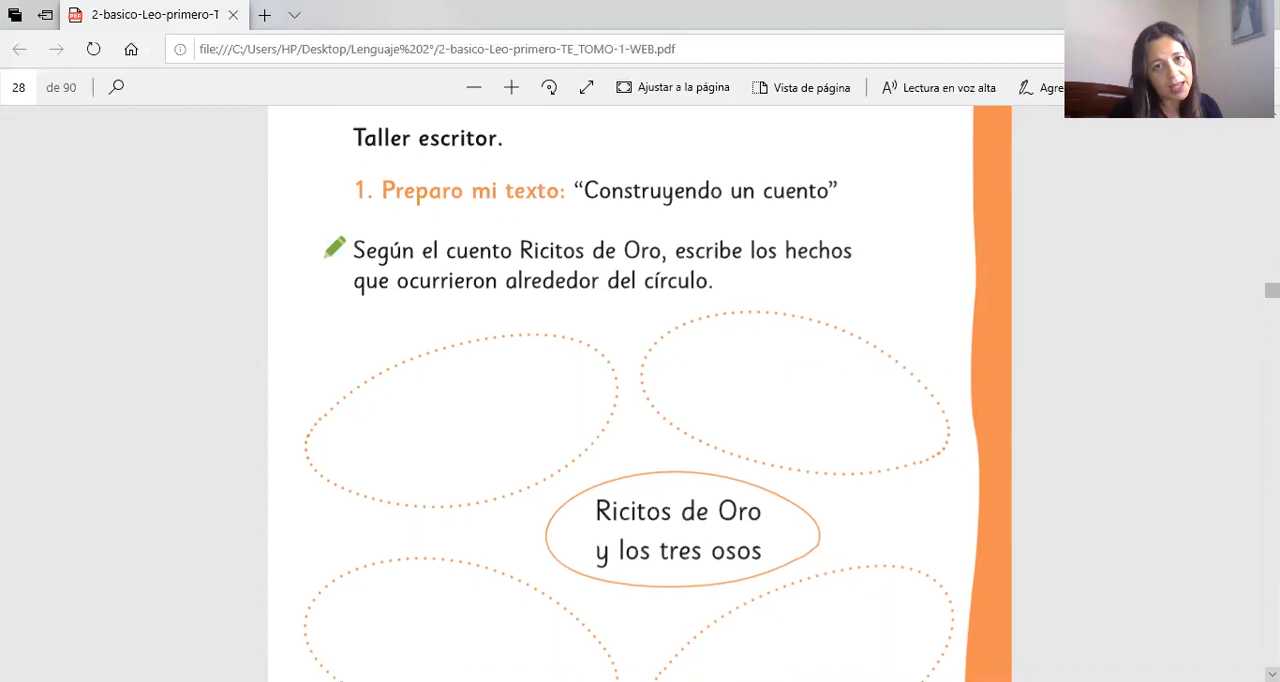 2-basico-Leo-primero-T
file:///C:/Users/HP/Desktop/Lenguaje%202°/2-basico-Leo-primero-TE_TOMO-1-WEB.pdf
28 de 90 Ajustar a la página Vista de página Lectura en voz alta Agre
Taller escritor.
1. Preparo mi texto: “Construyendo un cuento”
Según el cuento Ricitos de Oro, escribe los hechos
que ocurrieron alrededor del círculo.
Ricitos de Oro
y los tres osos